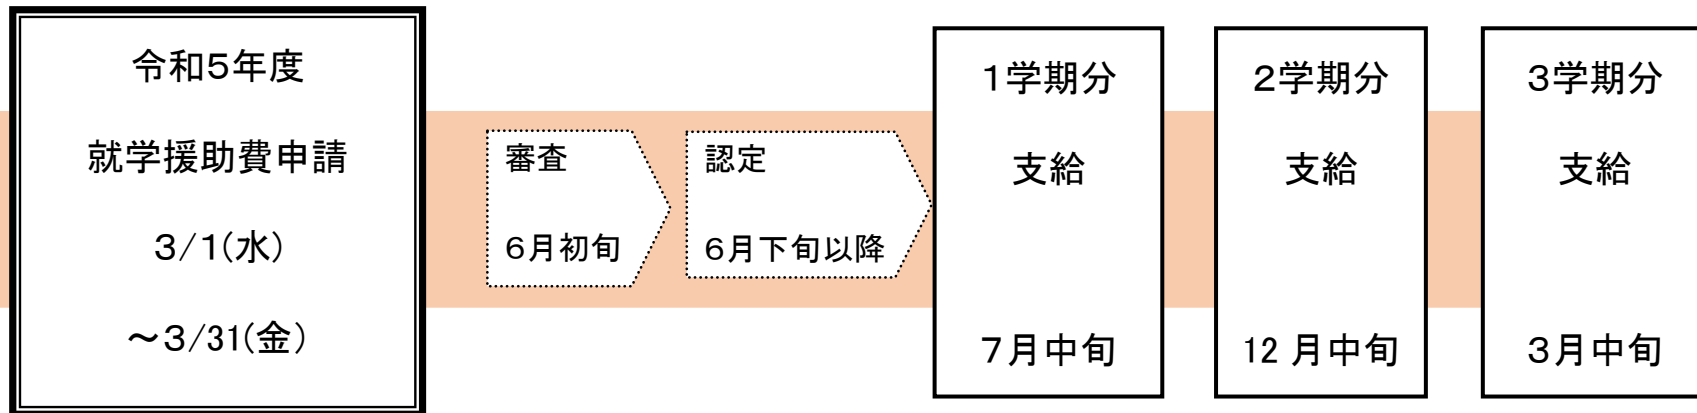 令和5年度
就学援助費申請
3/1(水)
～3/31(金)
審査
6月初旬
認定
6月下旬以降
1学期分
支給
7月中旬
2学期分
支給
12月中旬
3学期分
支給
3月中旬